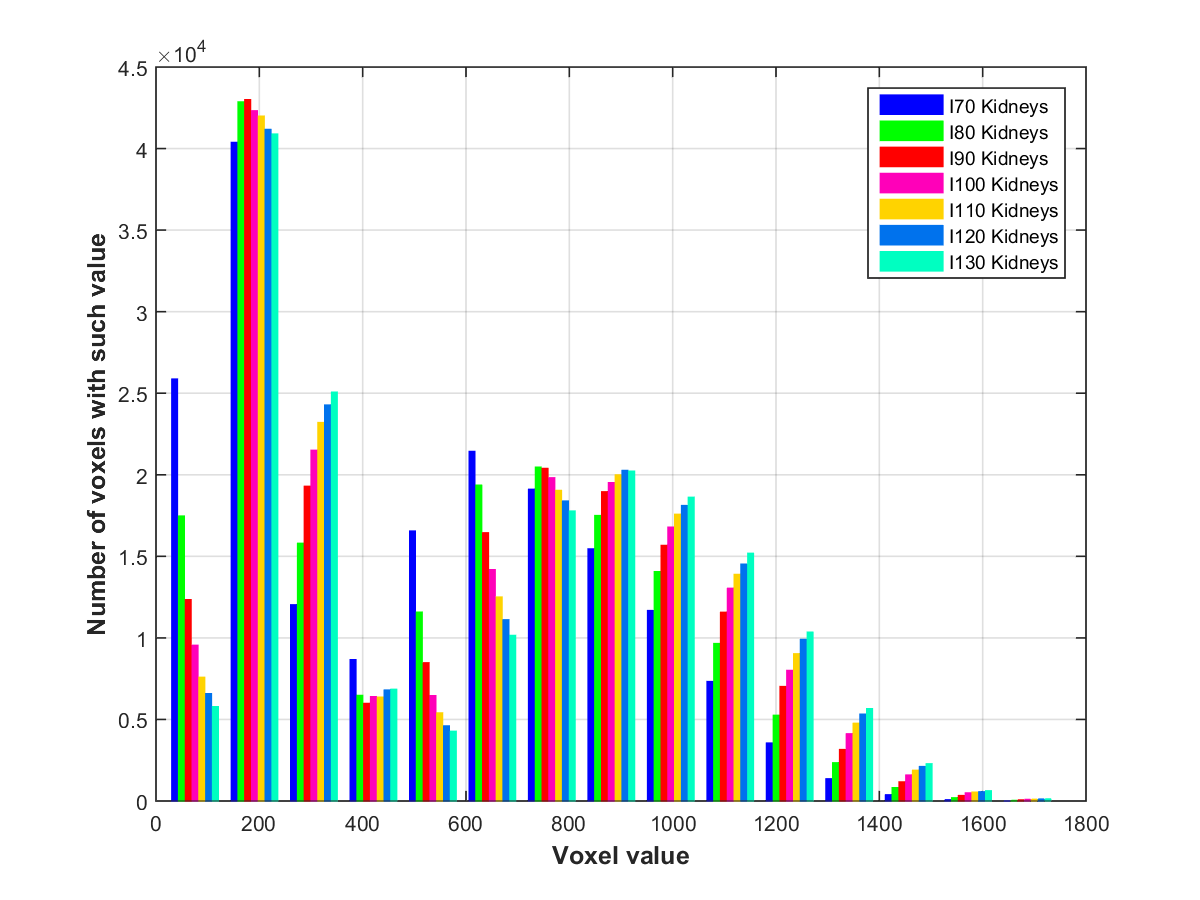 ×10⁴
4.5
4
3.5
3
2.5
2
1.5
1
0.5
0
Number of voxels with such value
0 200 400 600 800 1000 1200 1400 1600 1800
Voxel value
I70 Kidneys
I80 Kidneys
I90 Kidneys
I100 Kidneys
I110 Kidneys
I120 Kidneys
I130 Kidneys